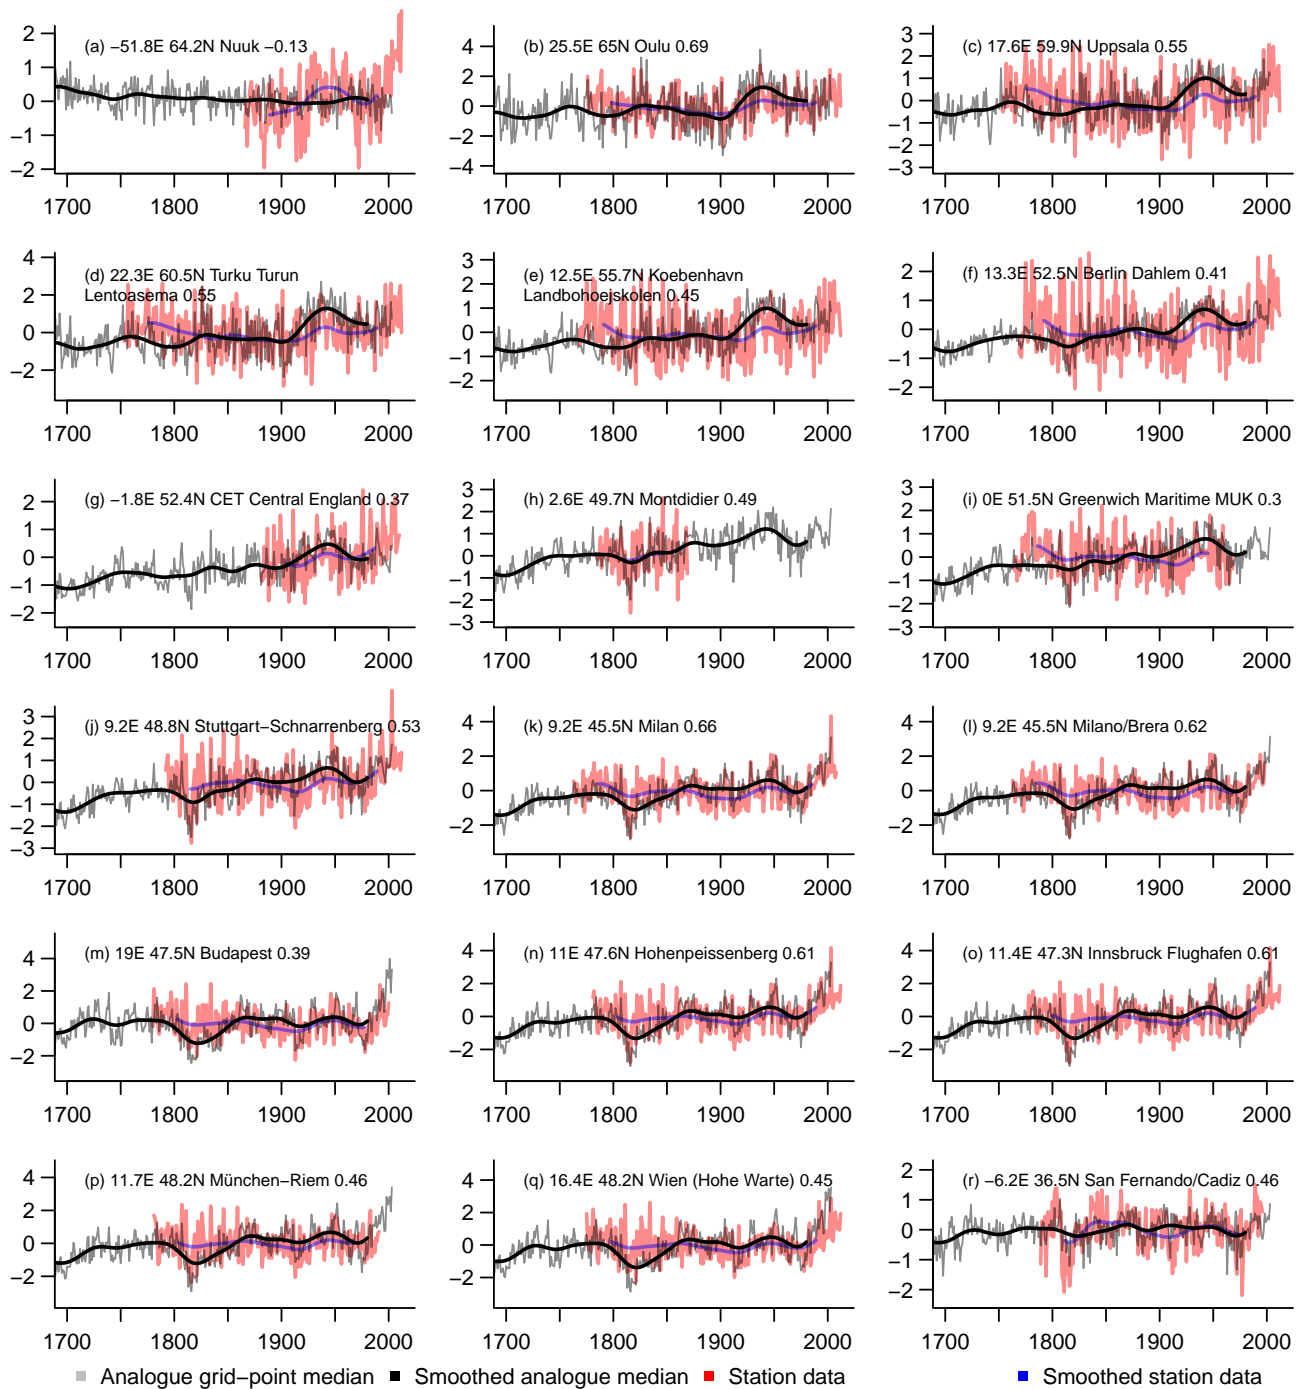 (a) −51.8E 64.2N Nuuk −0.13
2
1
0
−1
−2
1700 1800 1900 2000
(b) 25.5E 65N Oulu 0.69
4
2
0
−2
−4
1700 1800 1900 2000
(c) 17.6E 59.9N Uppsala 0.55
3
2
1
0
−1
−2
−3
1700 1800 1900 2000
(d) 22.3E 60.5N Turku Turun
Lentoasema 0.55
4
2
0
−2
1700 1800 1900 2000
(e) 12.5E 55.7N Koebenhavn
Landbohoejskolen 0.45
3
2
1
0
−1
−2
1700 1800 1900 2000
(f) 13.3E 52.5N Berlin Dahlem 0.41
2
1
0
−1
−2
1700 1800 1900 2000
(g) −1.8E 52.4N CET Central England 0.37
2
1
0
−1
−2
1700 1800 1900 2000
(h) 2.6E 49.7N Montdidier 0.49
3
2
1
0
−1
−2
−3
1700 1800 1900 2000
(i) 0E 51.5N Greenwich Maritime MUK 0.3
3
2
1
0
−1
−2
−3
1700 1800 1900 2000
(j) 9.2E 48.8N Stuttgart−Schnarrenberg 0.53
3
2
1
0
−1
−2
−3
1700 1800 1900 2000
(k) 9.2E 45.5N Milan 0.66
4
2
0
−2
1700 1800 1900 2000
(l) 9.2E 45.5N Milano/Brera 0.62
4
2
0
−2
1700 1800 1900 2000
(m) 19E 47.5N Budapest 0.39
4
2
0
−2
1700 1800 1900 2000
(n) 11E 47.6N Hohenpeissenberg 0.61
4
2
0
−2
1700 1800 1900 2000
(o) 11.4E 47.3N Innsbruck Flughafen 0.61
4
2
0
−2
1700 1800 1900 2000
(p) 11.7E 48.2N München−Riem 0.46
4
2
0
−2
1700 1800 1900 2000
(q) 16.4E 48.2N Wien (Hohe Warte) 0.45
4
2
0
−2
1700 1800 1900 2000
(r) −6.2E 36.5N San Fernando/Cadiz 0.46
2
1
0
−1
−2
1700 1800 1900 2000
Analogue grid−point median Smoothed analogue median Station data Smoothed station data